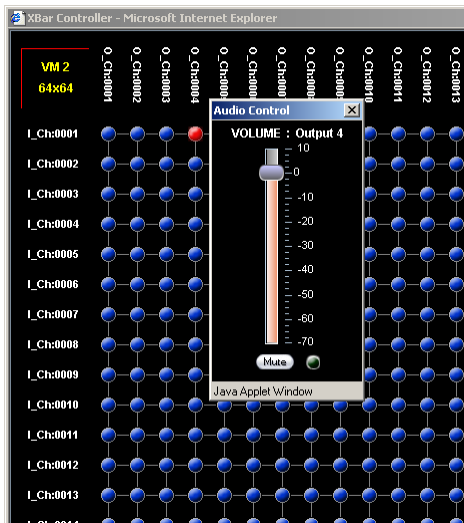 XBar Controller - Microsoft Internet Explorer
VM 2
64x64
O_Ch:0001
O_Ch:0002
O_Ch:0003
O_Ch:0004
O_Ch:0010
O_Ch:0011
O_Ch:0012
O_Ch:0013
Audio Control
VOLUME : Output 4
10
0
-10
-20
-30
-40
-50
-60
-70
Mute
Java Applet Window
I_Ch:0001
I_Ch:0002
I_Ch:0003
I_Ch:0004
I_Ch:0005
I_Ch:0006
I_Ch:0007
I_Ch:0008
I_Ch:0009
I_Ch:0010
I_Ch:0011
I_Ch:0012
I_Ch:0013